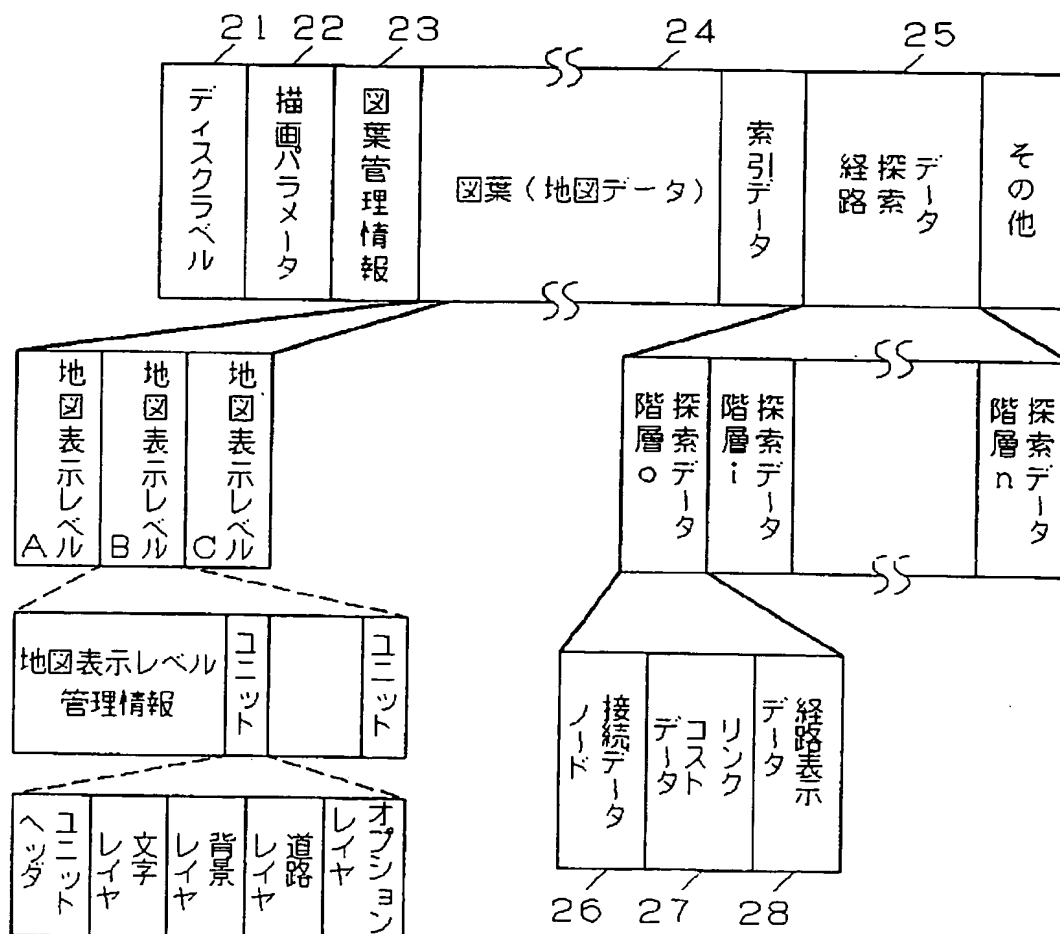 21
22
23
24
25
ディスクラベル
描画パラメータ
図葉管理情報
図葉(地図データ)
索引データ
経路
探索
データ
その他
地図表示レベル
A
地図表示レベル
B
地図表示レベル
C
探索データ
階層o
探索データ
階層i
探索データ
階層n
地図表示レベル
管理情報
ユニット
ユニット
ユニット
ヘッダ
文字
レイヤ
背景
レイヤ
道路
レイヤ
オプション
レイヤ
接続データ
ノード
リンク
コスト
データ
経路表示
データ
26
27
28